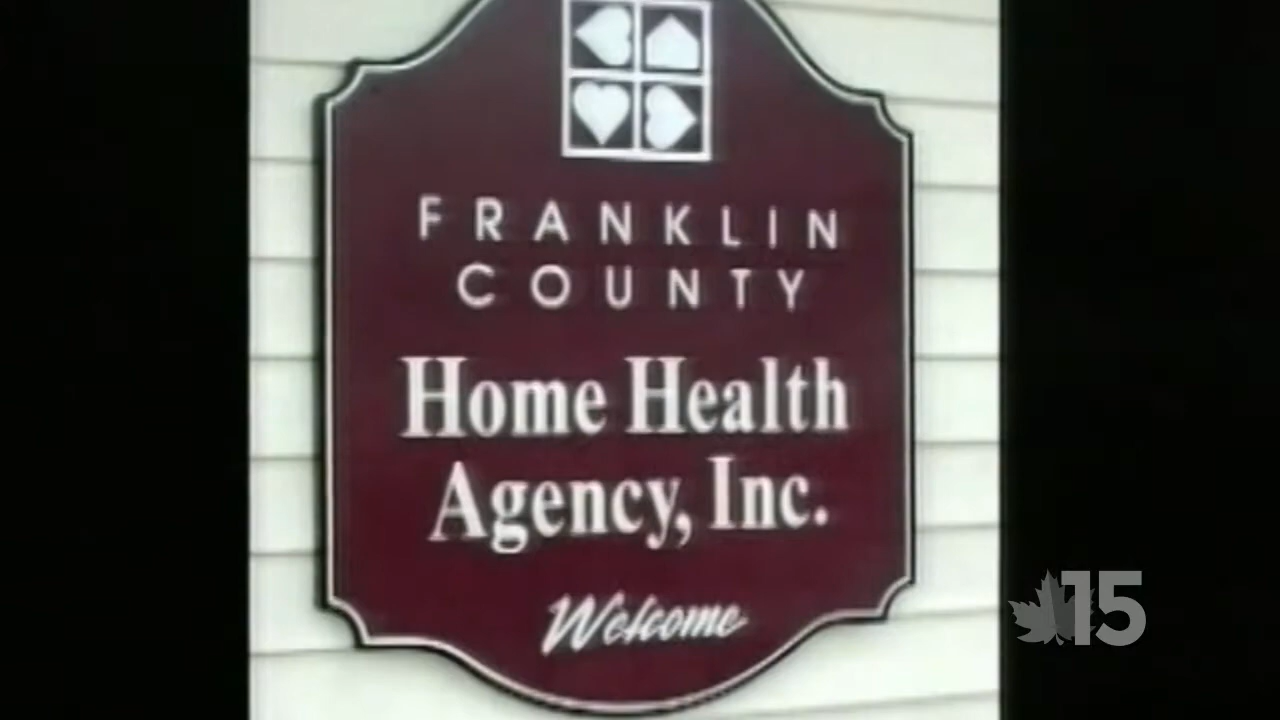 FRANKLIN
COUNTY
Home Health
Agency, Inc.
Welcome
15